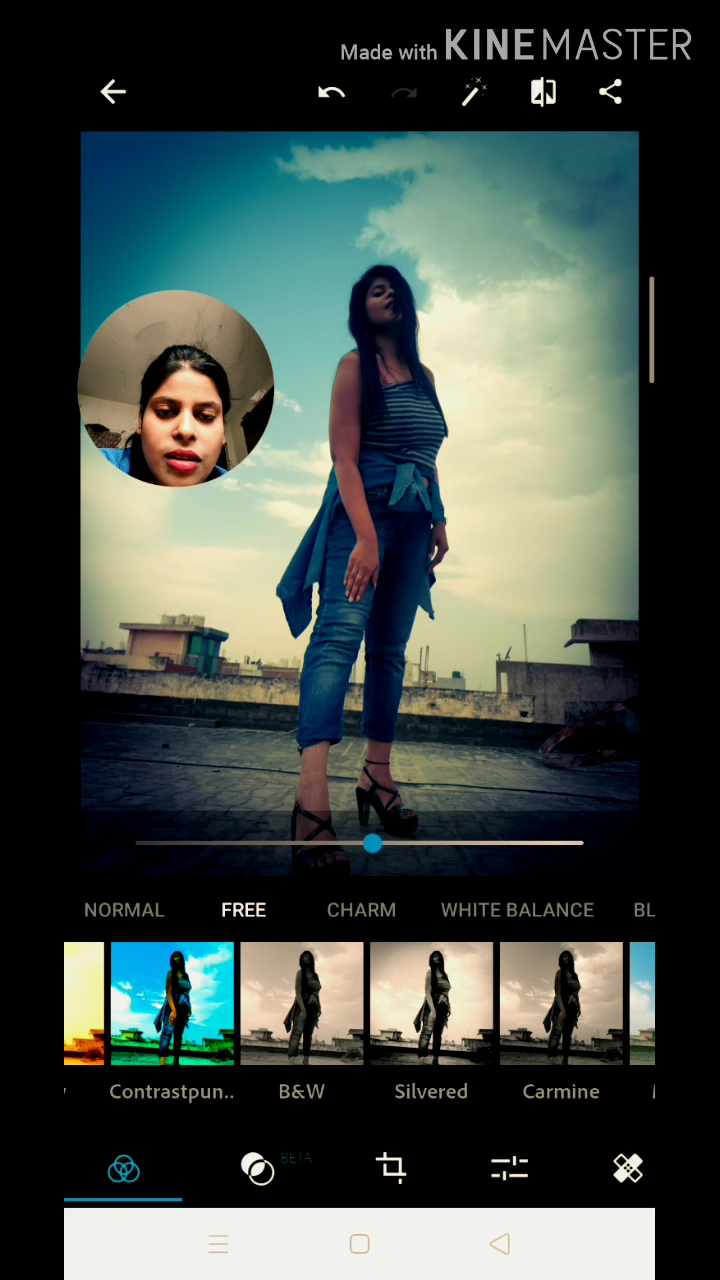 Made with KINEMASTER
NORMAL FREE CHARM WHITE BALANCE BL
Contrastpun.. B&W Silvered Carmine
BETA